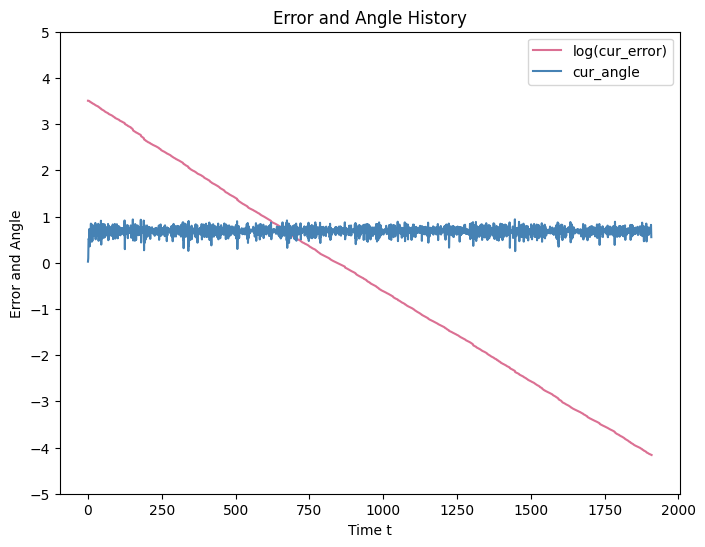 Error and Angle History
log(cur_error)
cur_angle
Error and Angle
5
4
3
2
1
0
−1
−2
−3
−4
−5
0 250 500 750 1000 1250 1500 1750 2000
Time t